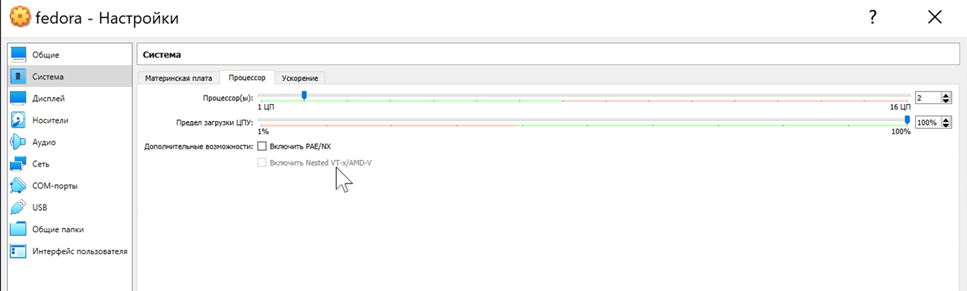 fedora - Настройки ? ×
Общие
Система
Дисплей
Носители
Аудио
Сеть
COM-порты
USB
Общие папки
Интерфейс пользователя
Система
Материнская плата Процессор Ускорение
Процессор(ы): 2
1 ЦП 16 ЦП
Предел загрузки ЦПУ: 100%
1% 100%
Дополнительные возможности: Включить PAE/NX
Включить Nested VT-x/AMD-V